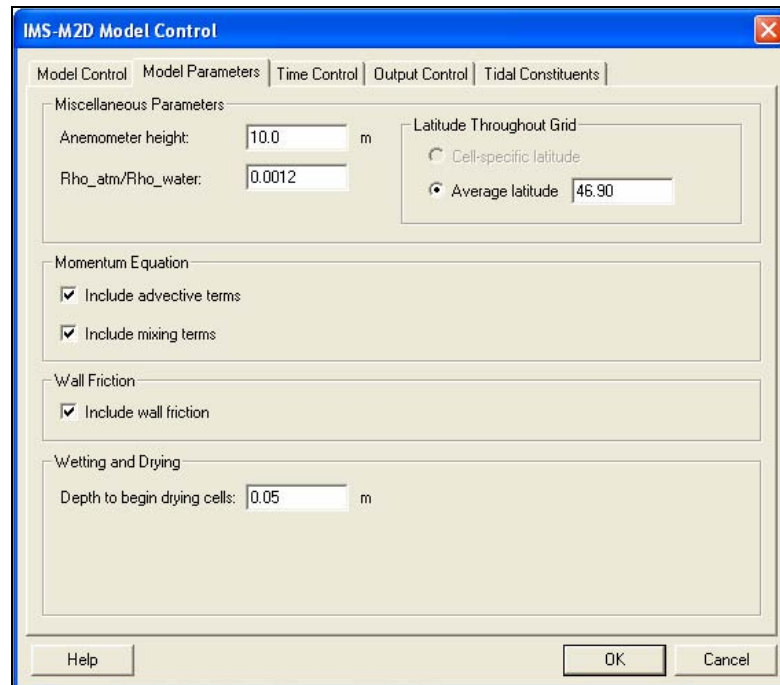 IMS-M2D Model Control
Model Control Model Parameters Time Control Output Control Tidal Constituents
Miscellaneous Parameters
Anemometer height: 10.0 m
Rho_atm/Rho_water: 0.0012
Latitude Throughout Grid
Cell-specific latitude
Average latitude 46.90
Momentum Equation
Include advective terms
Include mixing terms
Wall Friction
Include wall friction
Wetting and Drying
Depth to begin drying cells: 0.05 m
Help OK Cancel